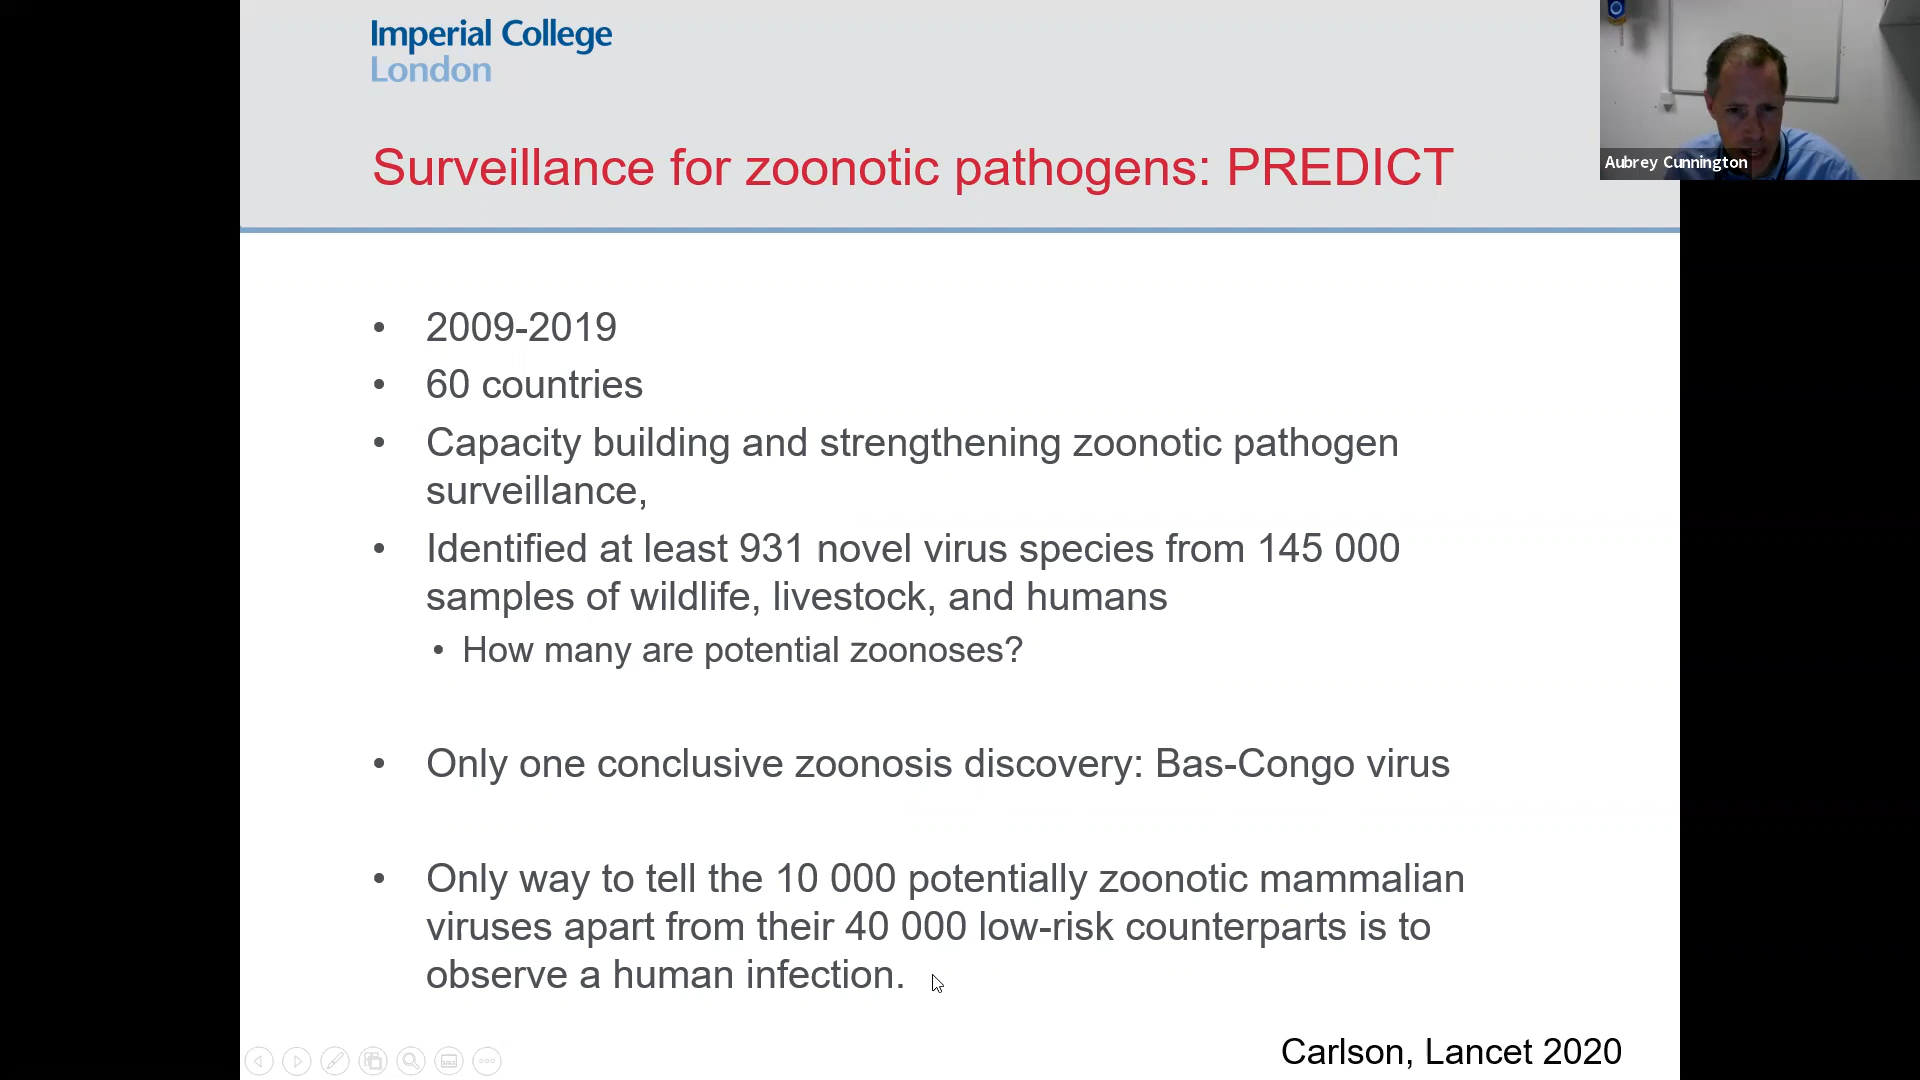 Imperial College
London
Surveillance for zoonotic pathogens: PREDICT
Aubrey Cunnington
• 2009-2019
• 60 countries
• Capacity building and strengthening zoonotic pathogen
surveillance,
• Identified at least 931 novel virus species from 145 000
samples of wildlife, livestock, and humans
• How many are potential zoonoses?
• Only one conclusive zoonosis discovery: Bas-Congo virus
• Only way to tell the 10 000 potentially zoonotic mammalian
viruses apart from their 40 000 low-risk counterparts is to
observe a human infection.
Carlson, Lancet 2020